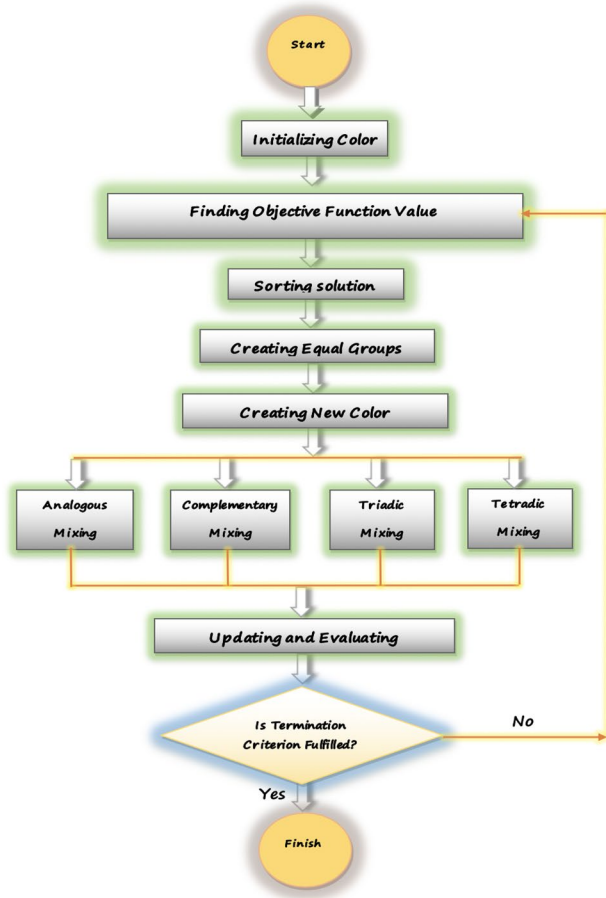 Start
Initializing Color
Finding Objective Function Value
Sorting solution
Creating Equal Groups
Creating New Color
Analogous
Mixing
Complementary
Mixing
Triadic
Mixing
Tetradic
Mixing
Updating and Evaluating
Is Termination
Criterion Fulfilled?
No
Yes
Finish